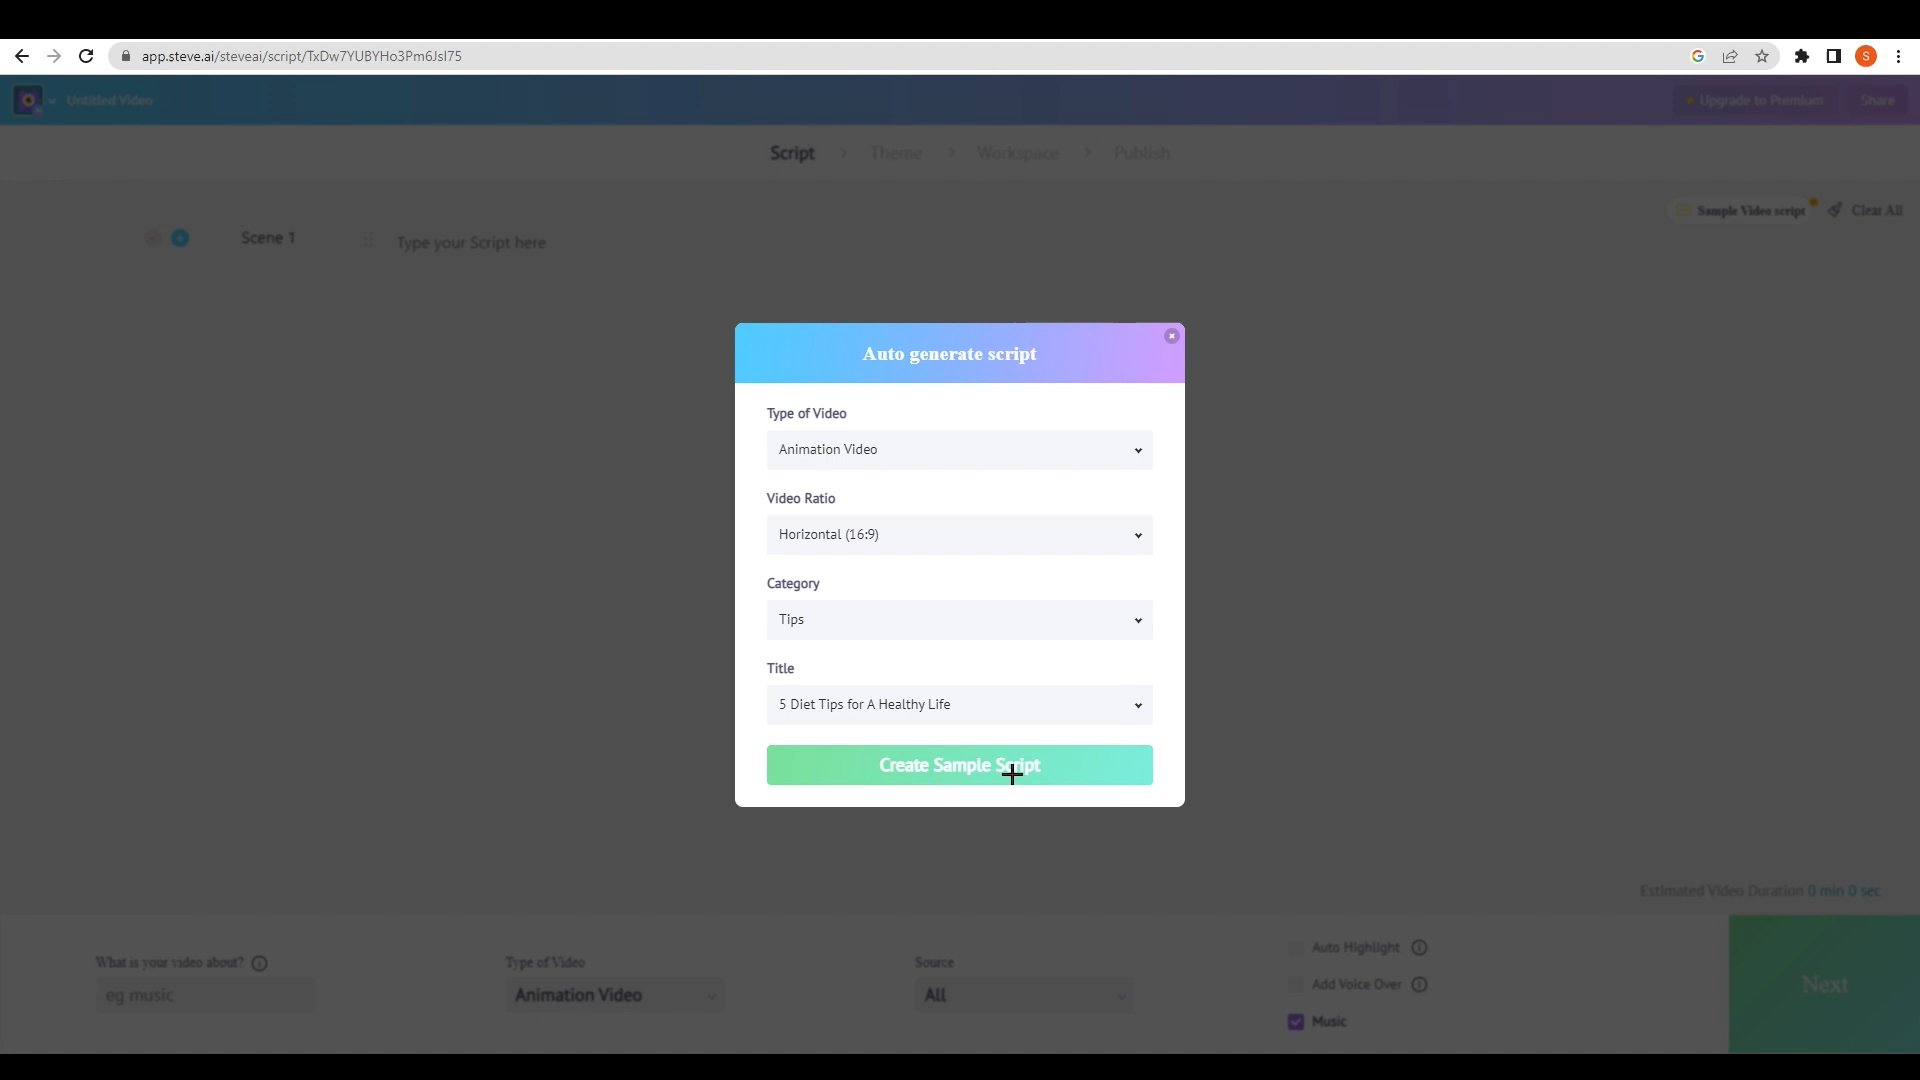 app.steve.ai/steveai/script/TxDw7YUBYHo3Pm6JsI75
S
Untitled Video
Upgrade to Premium
Share
Script > Theme > Workspace > Publish
Sample Video script
Clear All
Scene 1
Type your Script here
Auto generate script
Type of Video
Animation Video
Video Ratio
Horizontal (16:9)
Category
Tips
Title
5 Diet Tips for A Healthy Life
Create Sample Script
Estimated Video Duration 0 min 0 sec
What is your video about?
eg music
Type of Video
Animation Video
Source
All
Auto Highlight
Add Voice Over
Music
Next